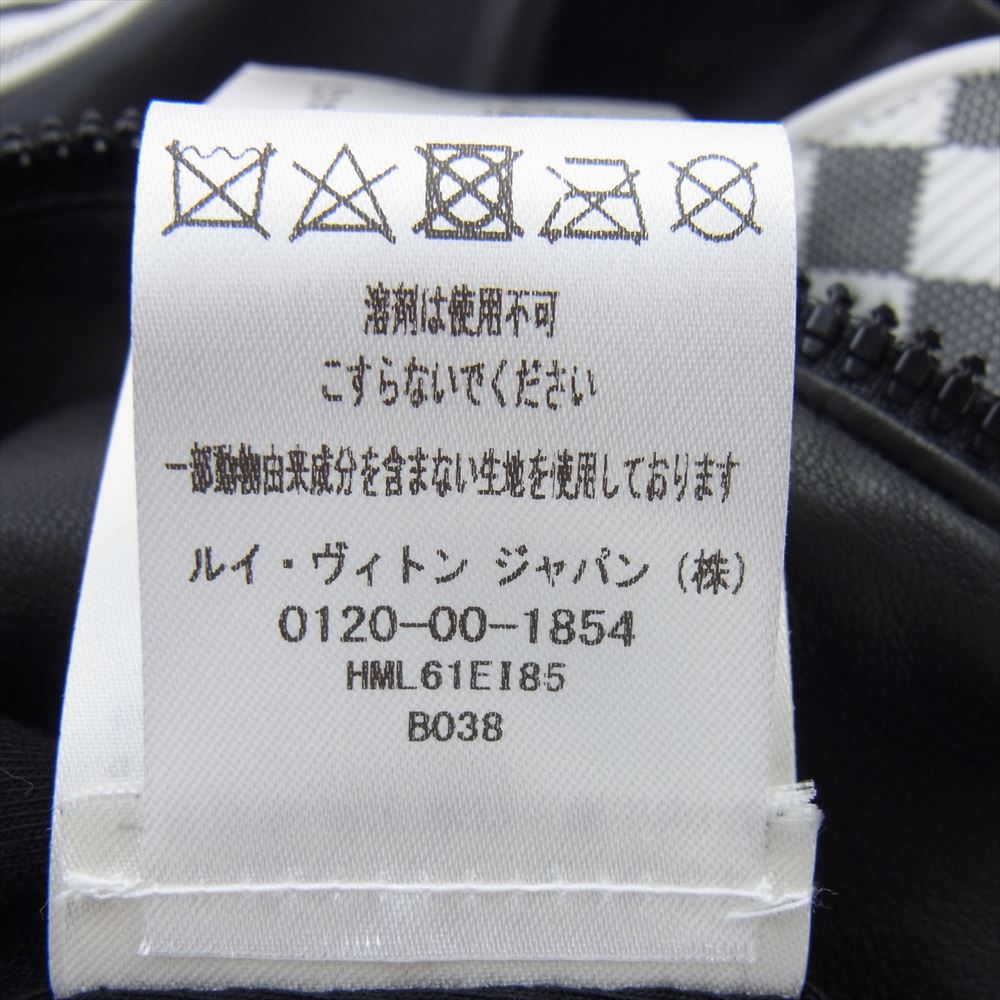 溶剤は使用不可
こすらないでください
一部動物由来成分を含まない生地を使用しております
ルイ・ヴィトン ジャパン (株)
0120-00-1854
HML61EI85
B038